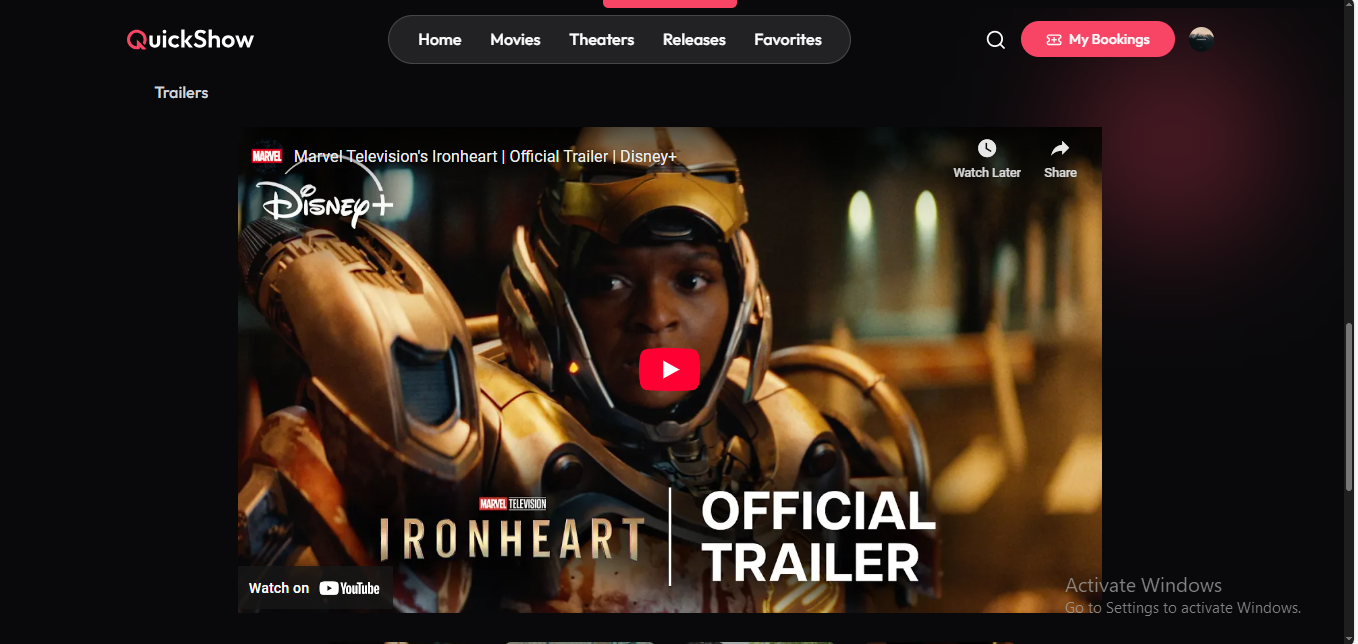 QuickShow
Home Movies Theaters Releases Favorites
My Bookings
Trailers
MARVEL
Marvel Television's Ironheart | Official Trailer | Disney+
Watch Later
Share
Disney+
MARVEL TELEVISION
IRONHEART
OFFICIAL
TRAILER
Watch on YouTube
Activate Windows
Go to Settings to activate Windows.